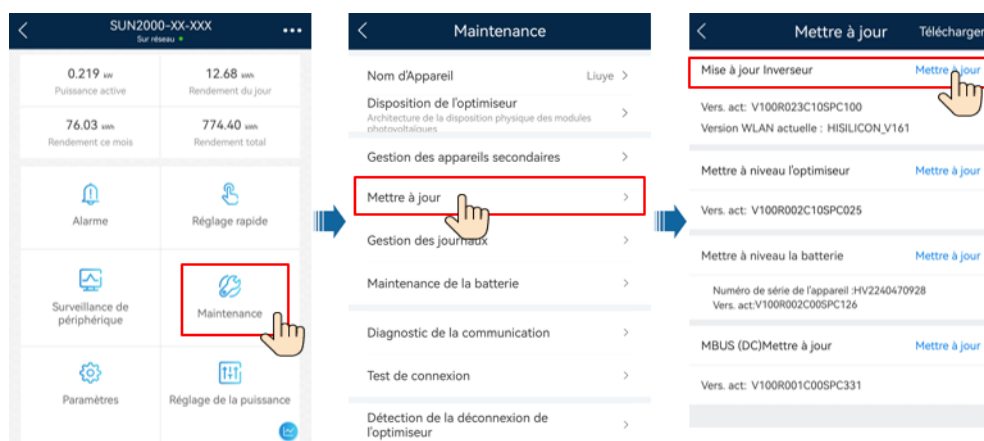 SUN2000-XX-XXX
Sur réseau
0.219 kW
Puissance active
12.68 kWh
Rendement du jour
76.03 kWh
Rendement ce mois
774.40 kWh
Rendement total
Alarme
Réglage rapide
Surveillance de
périphérique
Maintenance
Paramètres
Réglage de la puissance
Maintenance
Nom d'Appareil
Liuye
Disposition de l'optimiseur
Architecture de la disposition physique des modules
photovoltaïques
Gestion des appareils secondaires
Mettre à jour
Gestion des journaux
Maintenance de la batterie
Diagnostic de la communication
Test de connexion
Détection de la déconnexion de
l'optimiseur
Mettre à jour
Télécharger
Mise à jour Inverseur
Mettre à jour
Vers. act: V100R023C10SPC100
Version WLAN actuelle : HISILICON_V161
Mettre à niveau l'optimiseur
Mettre à jour
Vers. act: V100R002C10SPC025
Mettre à niveau la batterie
Mettre à jour
Numéro de série de l'appareil :HV2240470928
Vers. act:V100R002C00SPC126
MBUS (DC)Mettre à jour
Mettre à jour
Vers. act: V100R001C00SPC331